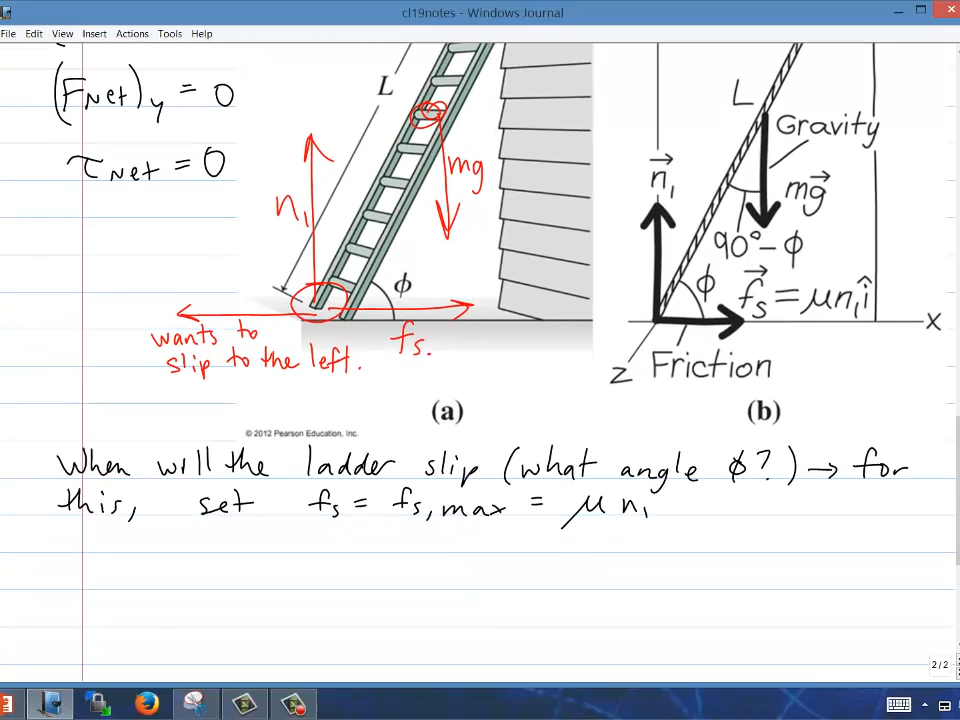 cl19notes - Windows Journal
File Edit View Insert Actions Tools Help
(F Net) y = 0
τ Net = 0
L
mg
n₁
ϕ
wants to
slip to the left.
fs.
(a)
© 2012 Pearson Education, Inc.
L
Gravity
n⃗₁
mg⃗
90° - ϕ
ϕ
f⃗s = μn₁î
x
z
Friction
(b)
When will the ladder slip (what angle ϕ?) → for
this, set fs = fs, max = μ n₁
2 / 2